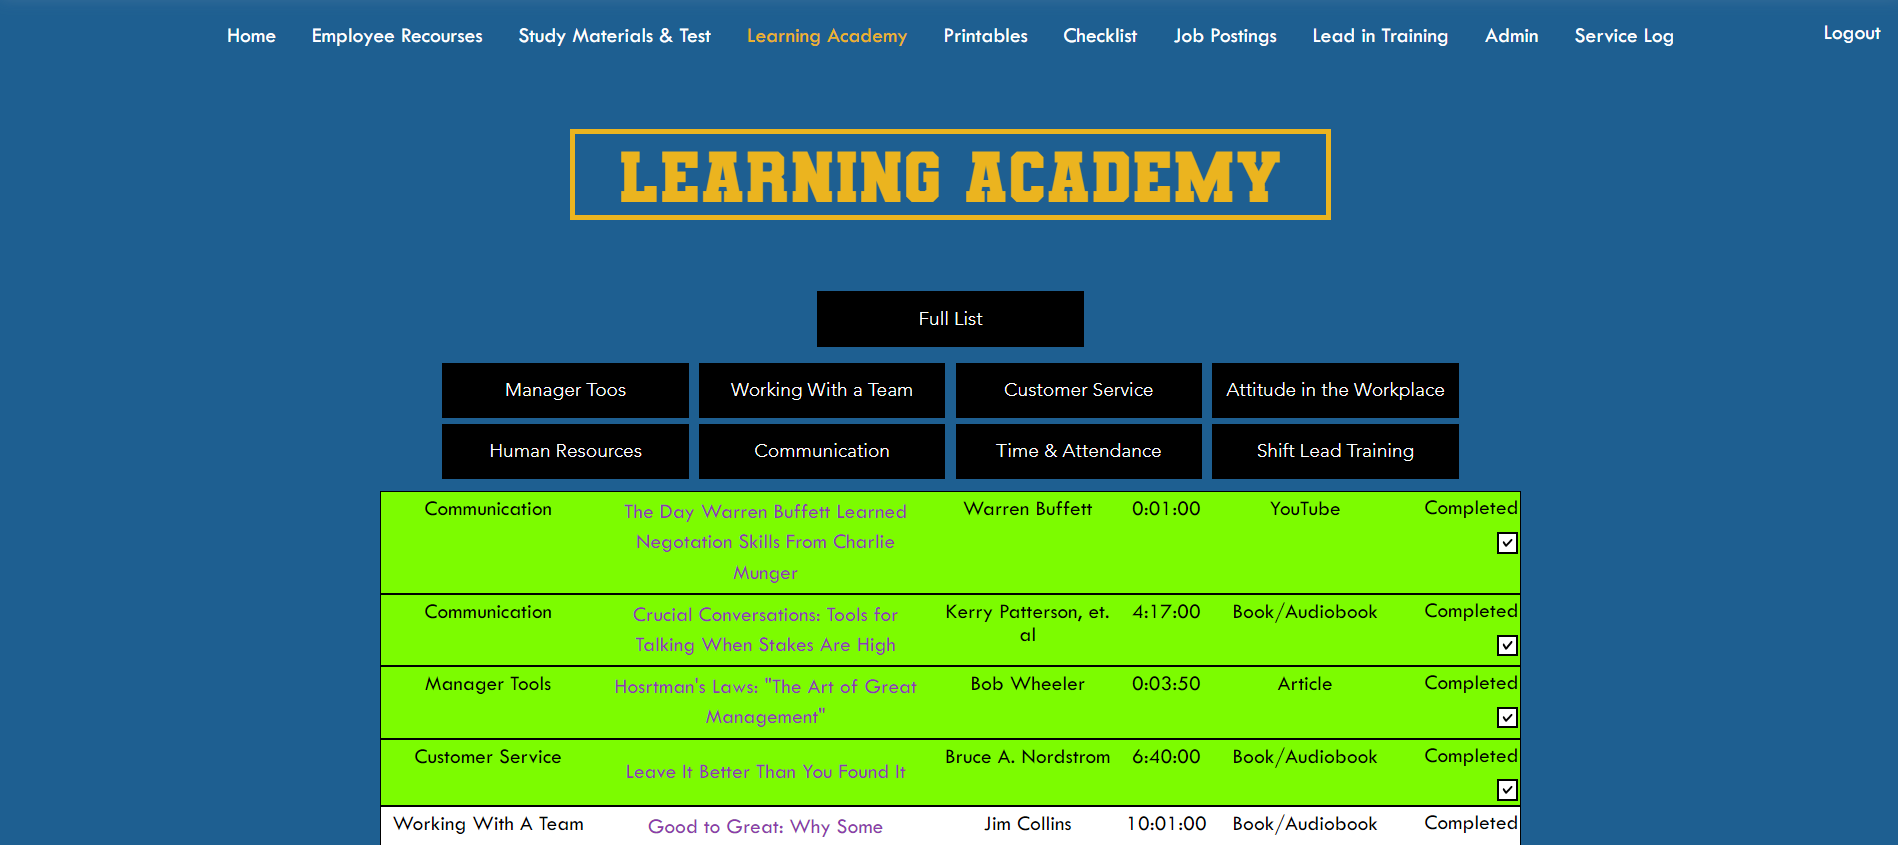 Home Employee Recourses Study Materials & Test Learning Academy Printables Checklist Job Postings Lead in Training Admin Service Log Logout
LEARNING ACADEMY
Full List
Manager Toos Working With a Team Customer Service Attitude in the Workplace
Human Resources Communication Time & Attendance Shift Lead Training
Communication The Day Warren Buffett Learned Warren Buffett 0:01:00 YouTube Completed
Negotation Skills From Charlie
Munger
Communication Crucial Conversations: Tools for Kerry Patterson, et. 4:17:00 Book/Audiobook Completed
Talking When Stakes Are High al
Manager Tools Hosrtman's Laws: "The Art of Great Bob Wheeler 0:03:50 Article Completed
Management"
Customer Service Leave It Better Than You Found It Bruce A. Nordstrom 6:40:00 Book/Audiobook Completed
Working With A Team Good to Great: Why Some Jim Collins 10:01:00 Book/Audiobook Completed